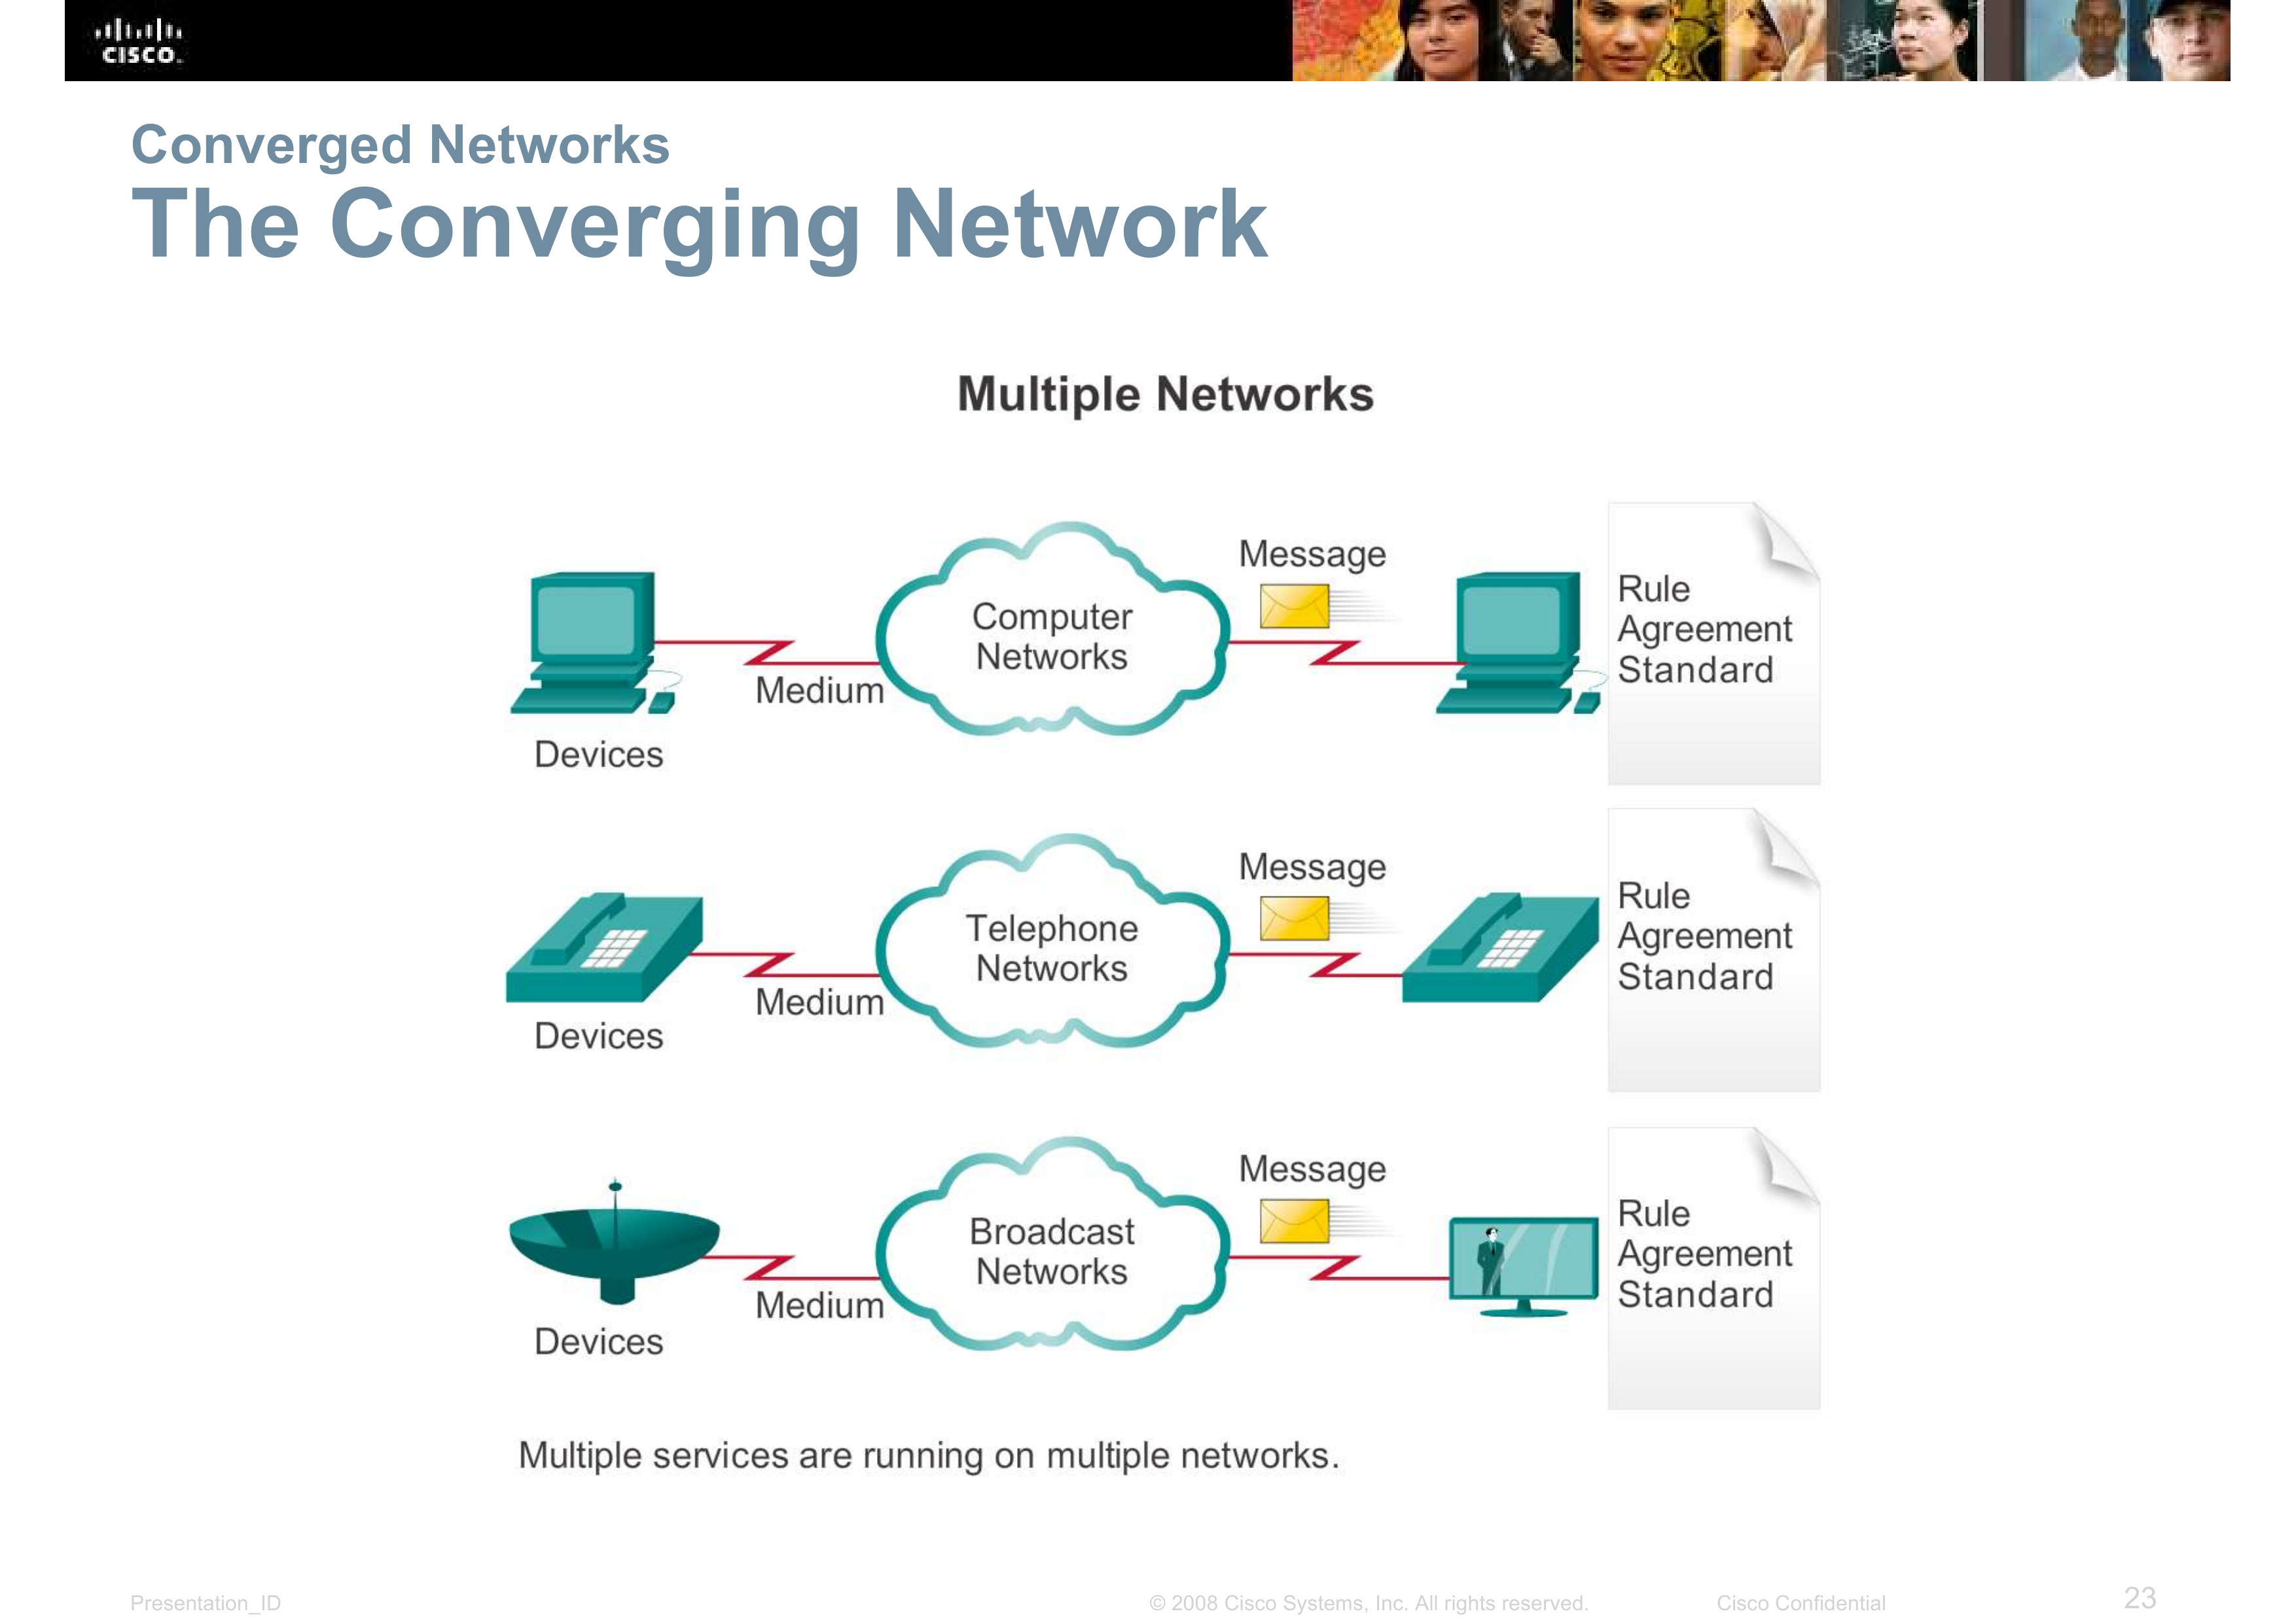 CISCO
Converged Networks
The Converging Network
Multiple Networks
Message
Computer
Networks
Medium
Devices
Rule
Agreement
Standard
Message
Telephone
Networks
Medium
Devices
Rule
Agreement
Standard
Message
Broadcast
Networks
Medium
Devices
Rule
Agreement
Standard
Multiple services are running on multiple networks.
Presentation_ID
© 2008 Cisco Systems, Inc. All rights reserved.
Cisco Confidential
23